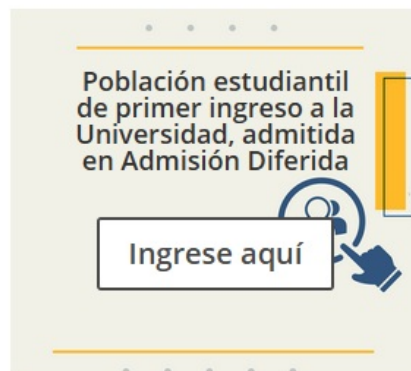 Población estudiantil
de primer ingreso a la
Universidad, admitida
en Admisión Diferida
Ingrese aquí